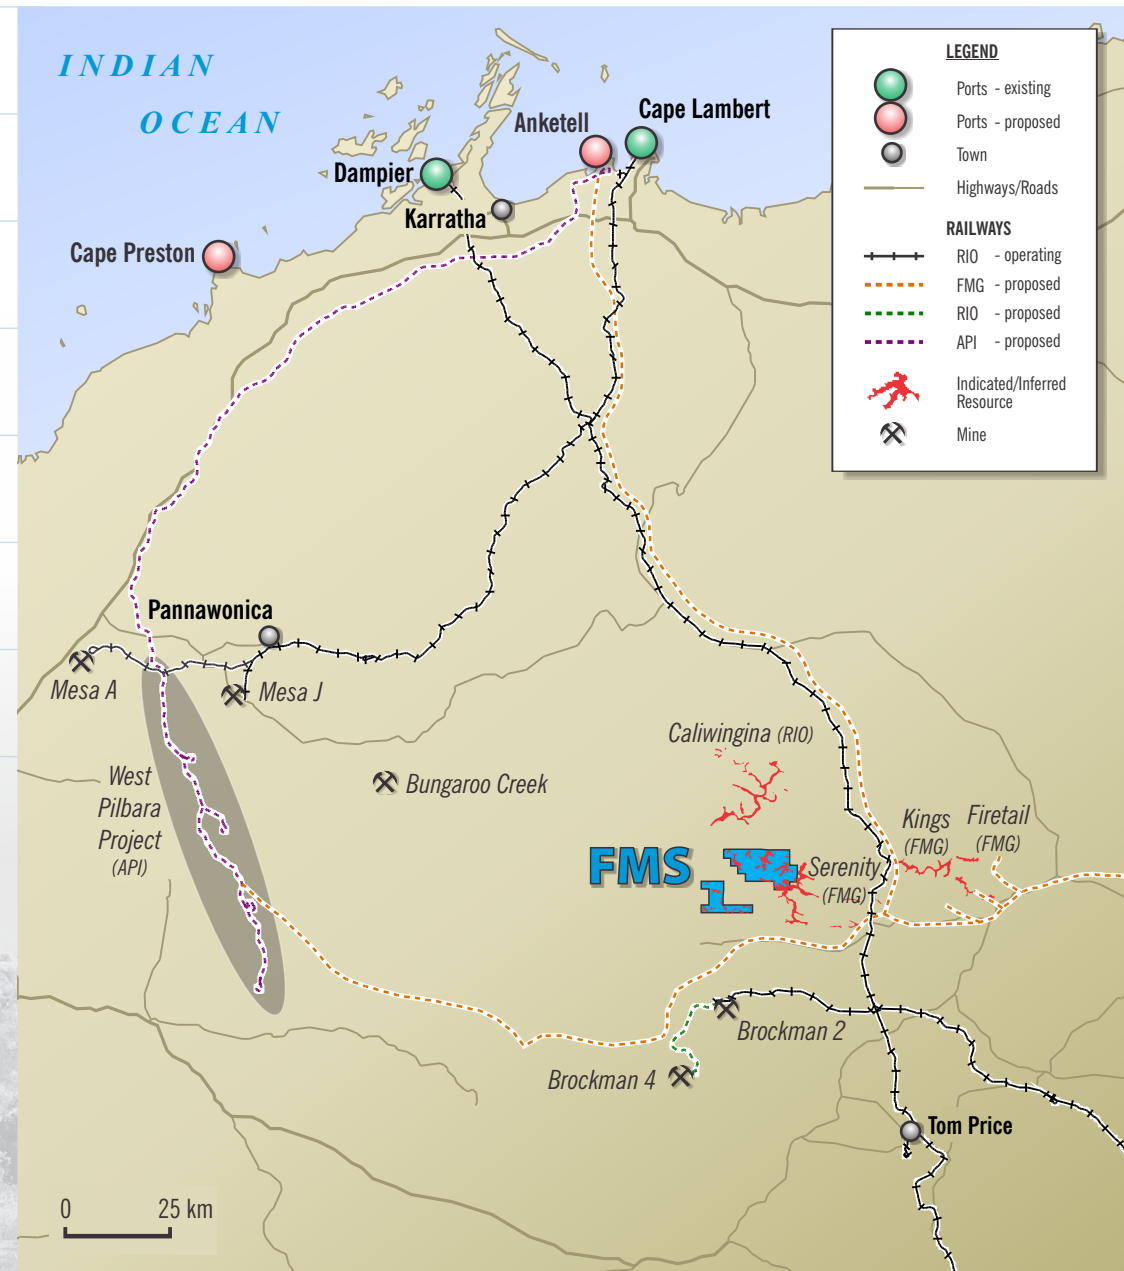 INDIAN
OCEAN
Anketell
Cape Lambert
Dampier
Karratha
Cape Preston
LEGEND
Ports - existing
Ports - proposed
Town
Highways/Roads
RAILWAYS
RIO - operating
FMG - proposed
RIO - proposed
API - proposed
Indicated/Inferred
Resource
Mine
Pannawonica
Mesa A
Mesa J
Caliwingina (RIO)
West
Pilbara
Project
(API)
Bungaroo Creek
Kings
(FMG)
Firetail
(FMG)
FMS
Serenity
(FMG)
Brockman 2
Brockman 4
Tom Price
0 25 km